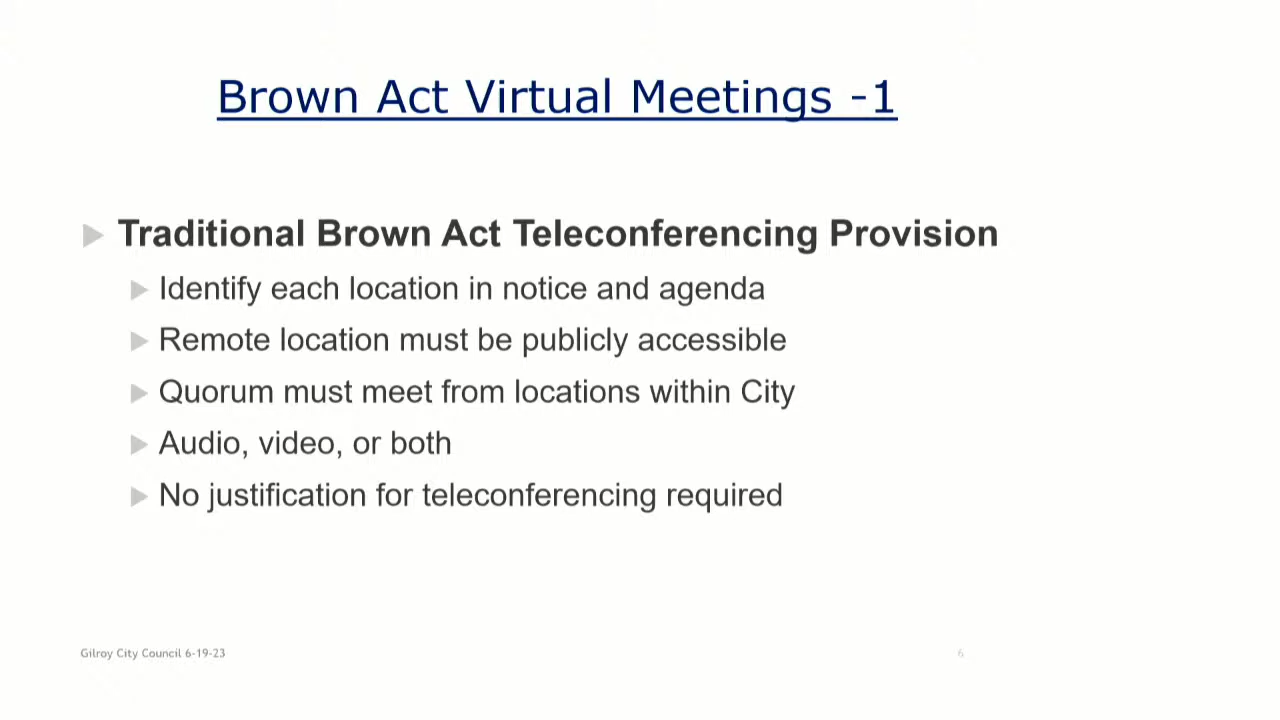 Brown Act Virtual Meetings -1
Traditional Brown Act Teleconferencing Provision
Identify each location in notice and agenda
Remote location must be publicly accessible
Quorum must meet from locations within City
Audio, video, or both
No justification for teleconferencing required
Gilroy City Council 6-19-23
6